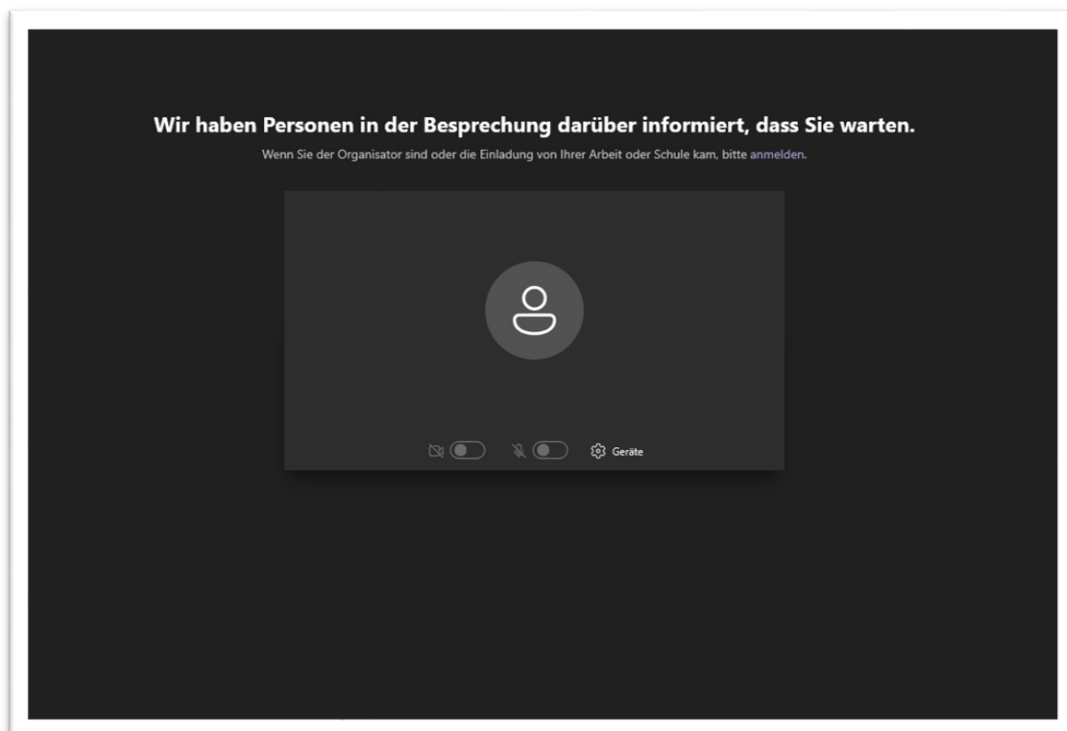 Wir haben Personen in der Besprechung darüber informiert, dass Sie warten.
Wenn Sie der Organisator sind oder die Einladung von Ihrer Arbeit oder Schule kam, bitte anmelden.
Geräte